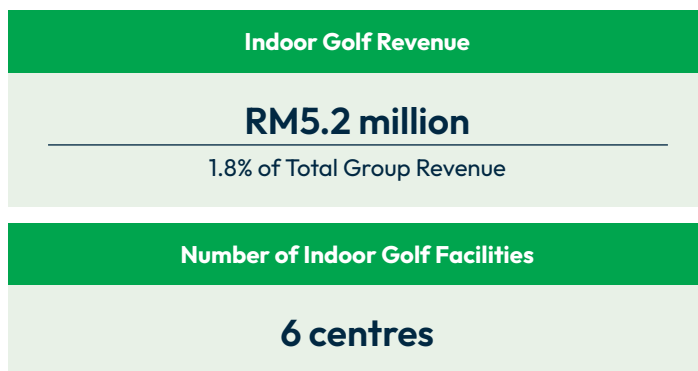 Indoor Golf Revenue
RM5.2 million
1.8% of Total Group Revenue
Number of Indoor Golf Facilities
6 centres